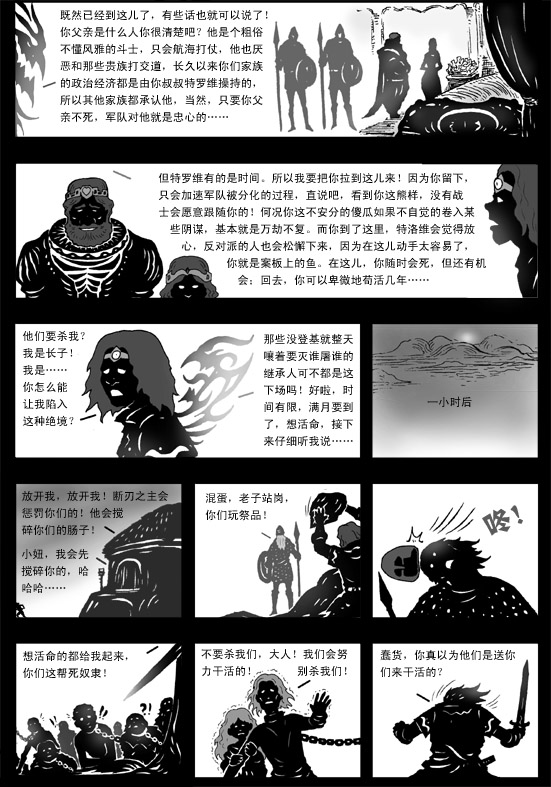 既然已经到这儿了，有些话也就可以说了！
你父亲是什么人你很清楚吧？他是个粗俗
不懂风雅的斗士，只会航海打仗，他也厌
恶和那些贵族打交道，长久以来你们家族
的政治经济都是由你叔叔特罗维操持的，
所以其他家族都承认他，当然，只要你父
亲不死，军队对他就是忠心的……
但特罗维有的是时间。所以我要把你拉到这儿来！因为你留下，
只会加速军队被分化的过程，直说吧，看到你这熊样，没有战
士会愿意跟随你的！何况你这不安分的傻瓜如果不自觉的卷入某
些阴谋，基本就是万劫不复。而你到了这里，特洛维会觉得放
心，反对派的人也会松懈下来，因为在这儿动手太容易了，
你就是案板上的鱼。在这儿，你随时会死，但还有机
会；回去，你可以卑微地苟活几年……
他们要杀我？
我是长子！
我是……
你怎么能
让我陷入
这种绝境？
那些没登基就整天
嚷着要灭谁屠谁的
继承人可不都是这
下场吗！好啦，时
间有限，满月要到
了，想活命，接下
来仔细听我说……
一小时后
放开我，放开我！断刃之主会
惩罚你们的！他会搅
碎你们的肠子！
小妞，我会先
搅碎你的，哈
哈哈……
混蛋，老子站岗，
你们玩祭品！
咚！
想活命的都给我起来，
你们这帮死奴隶！
不要杀我们，大人！我们会努
力干活的！
别杀我们！
蠢货，你真以为他们是送你
们来干活的？